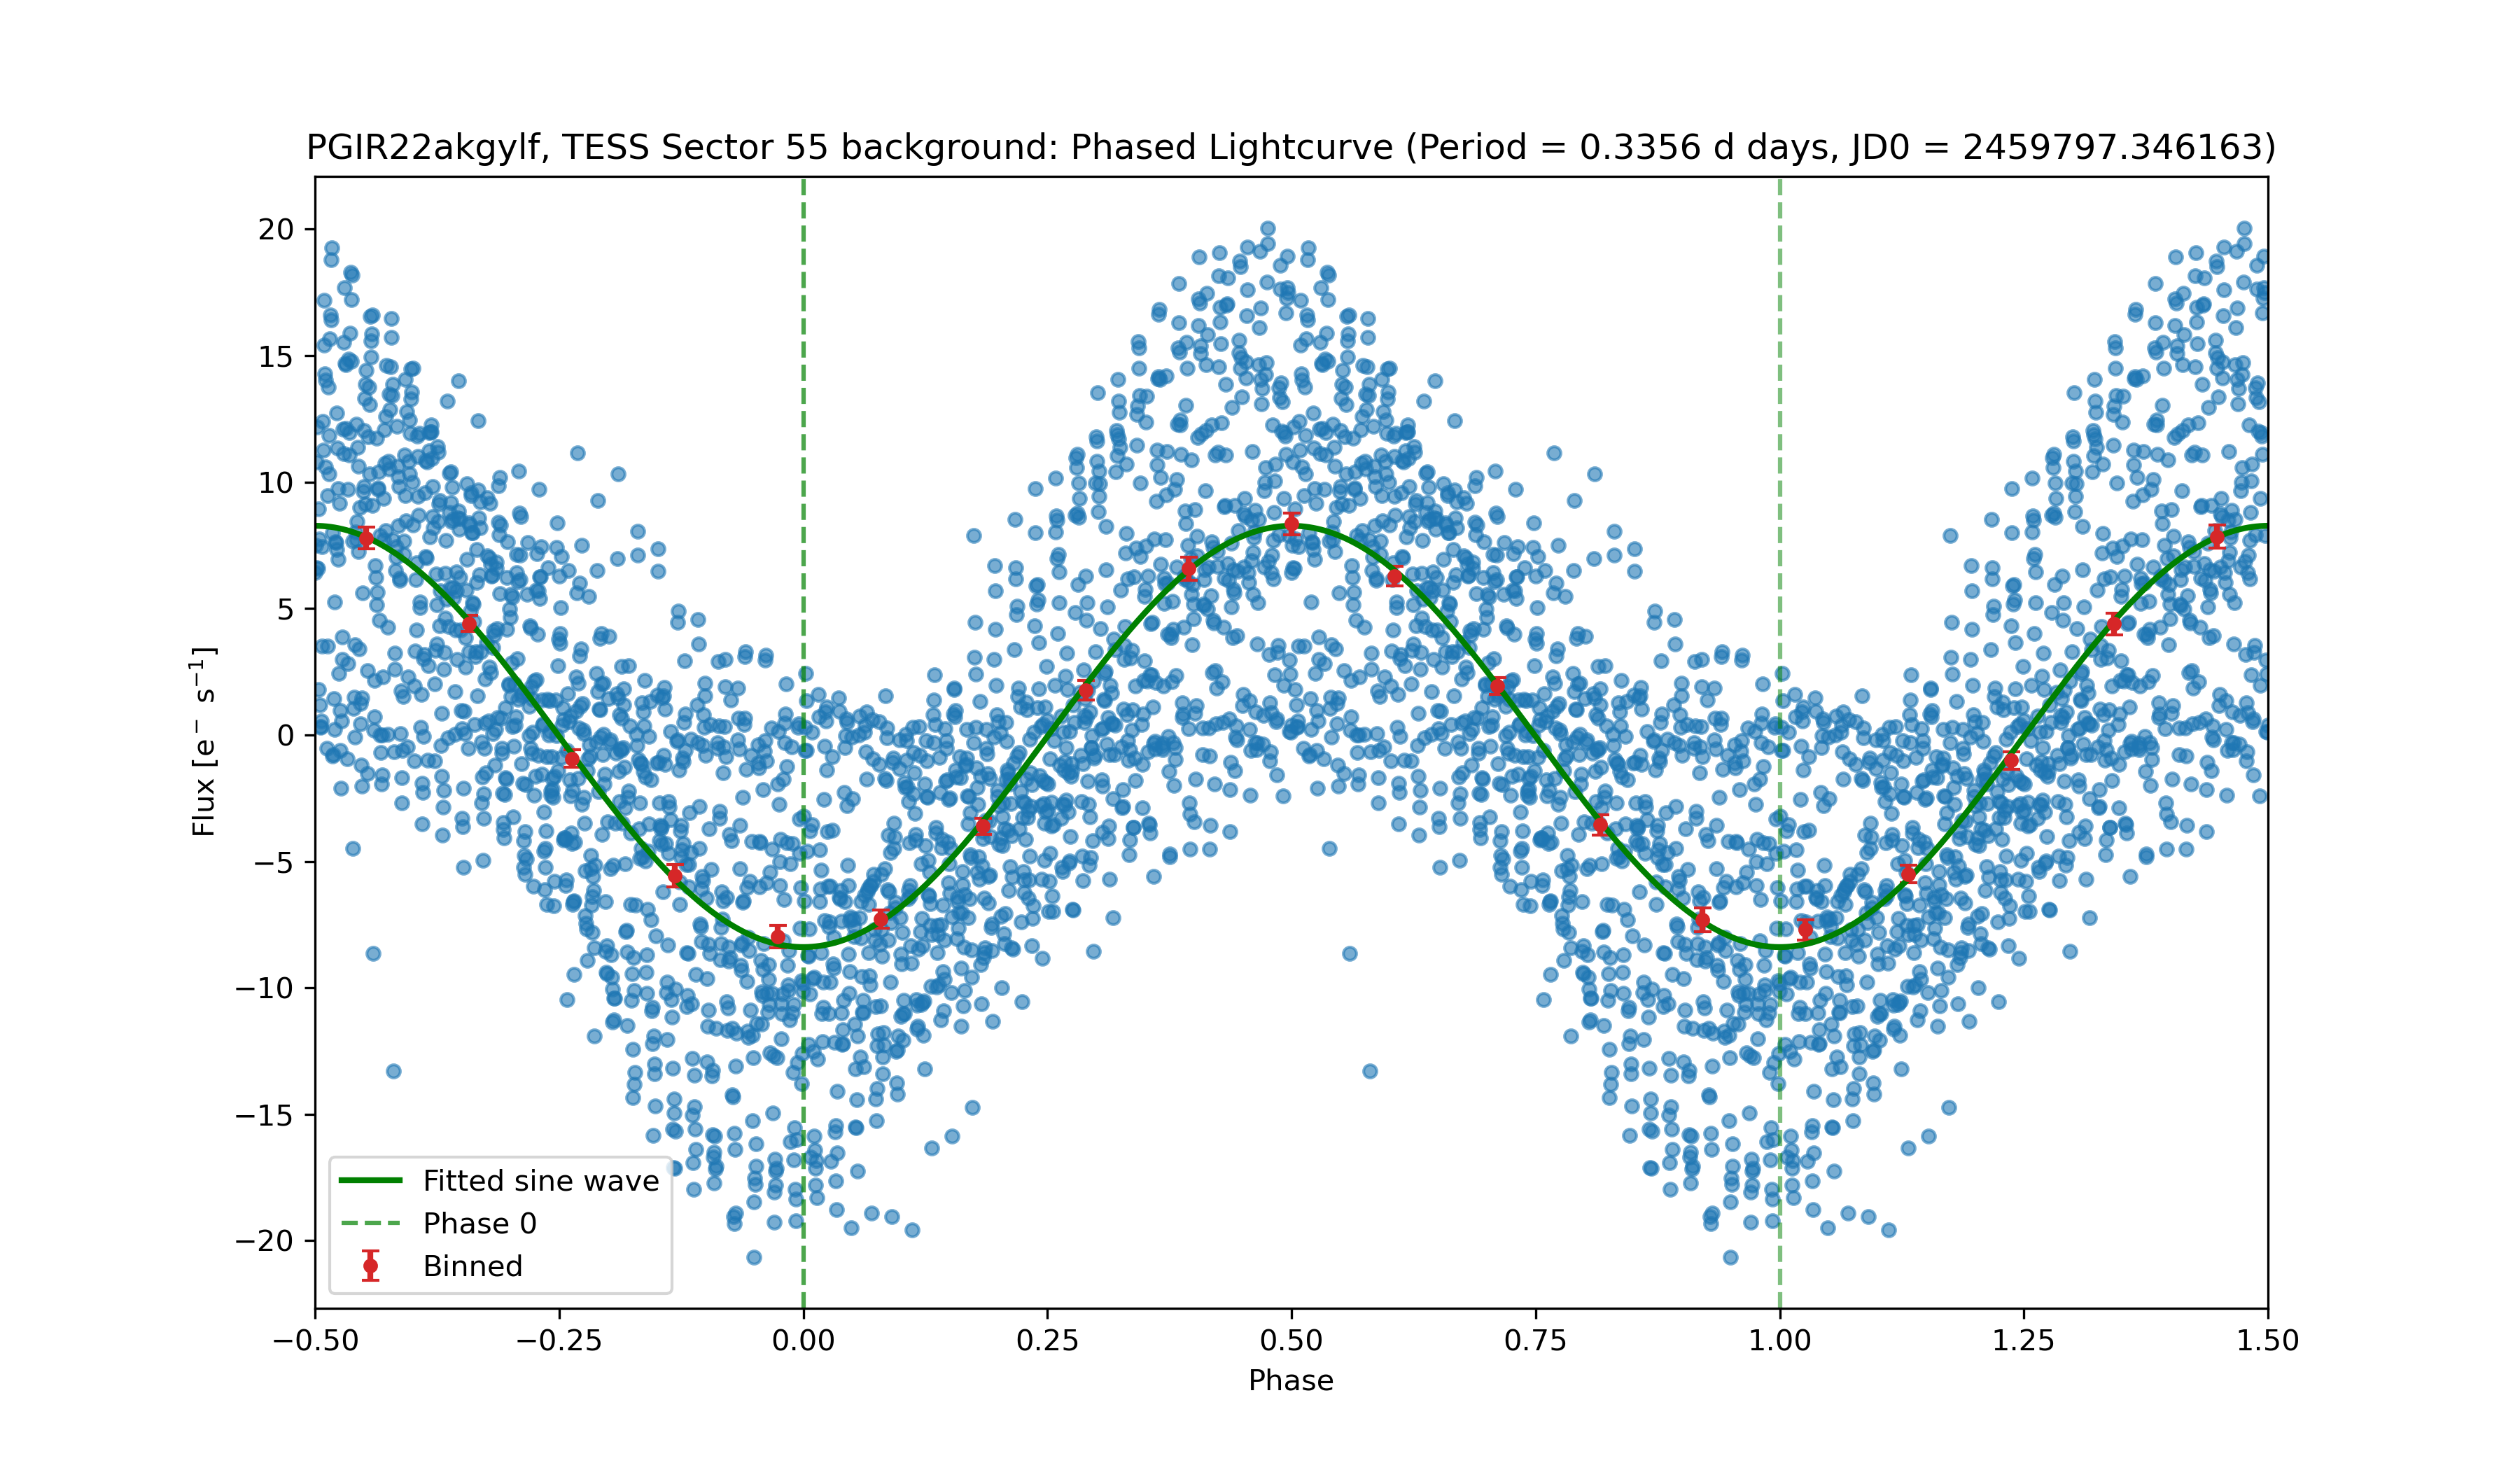 PGIR22akgylf, TESS Sector 55 background: Phased Lightcurve (Period = 0.3356 d days, JD0 = 2459797.346163)
20
15
10
5
0
−5
−10
−15
−20
Flux [e⁻ s⁻¹]
Fitted sine wave
Phase 0
Binned
−0.50 −0.25 0.00 0.25 0.50 0.75 1.00 1.25 1.50
Phase